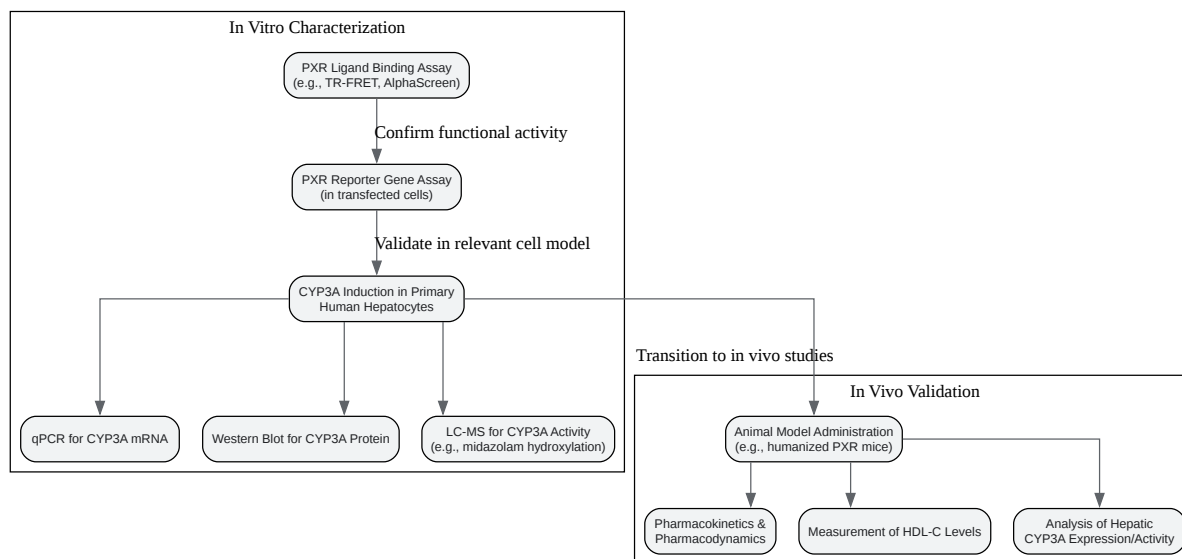 In Vitro Characterization
PXR Ligand Binding Assay
(e.g., TR-FRET, AlphaScreen)
Confirm functional activity
PXR Reporter Gene Assay
(in transfected cells)
Validate in relevant cell model
CYP3A Induction in Primary
Human Hepatocytes
qPCR for CYP3A mRNA
Western Blot for CYP3A Protein
LC-MS for CYP3A Activity
(e.g., midazolam hydroxylation)
Transition to in vivo studies
In Vivo Validation
Animal Model Administration
(e.g., humanized PXR mice)
Pharmacokinetics &
Pharmacodynamics
Measurement of HDL-C Levels
Analysis of Hepatic
CYP3A Expression/Activity